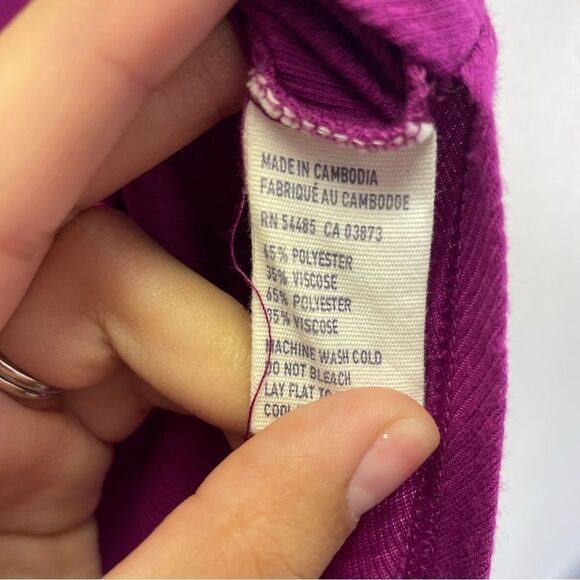 MADE IN CAMBODIA
FABRIQUÉ AU CAMBODGE
RN 54485 CA 03873
65% POLYESTER
35% VISCOSE
65% POLYESTER
35% VISCOSE
MACHINE WASH COLD
DO NOT BLEACH
LAY FLAT